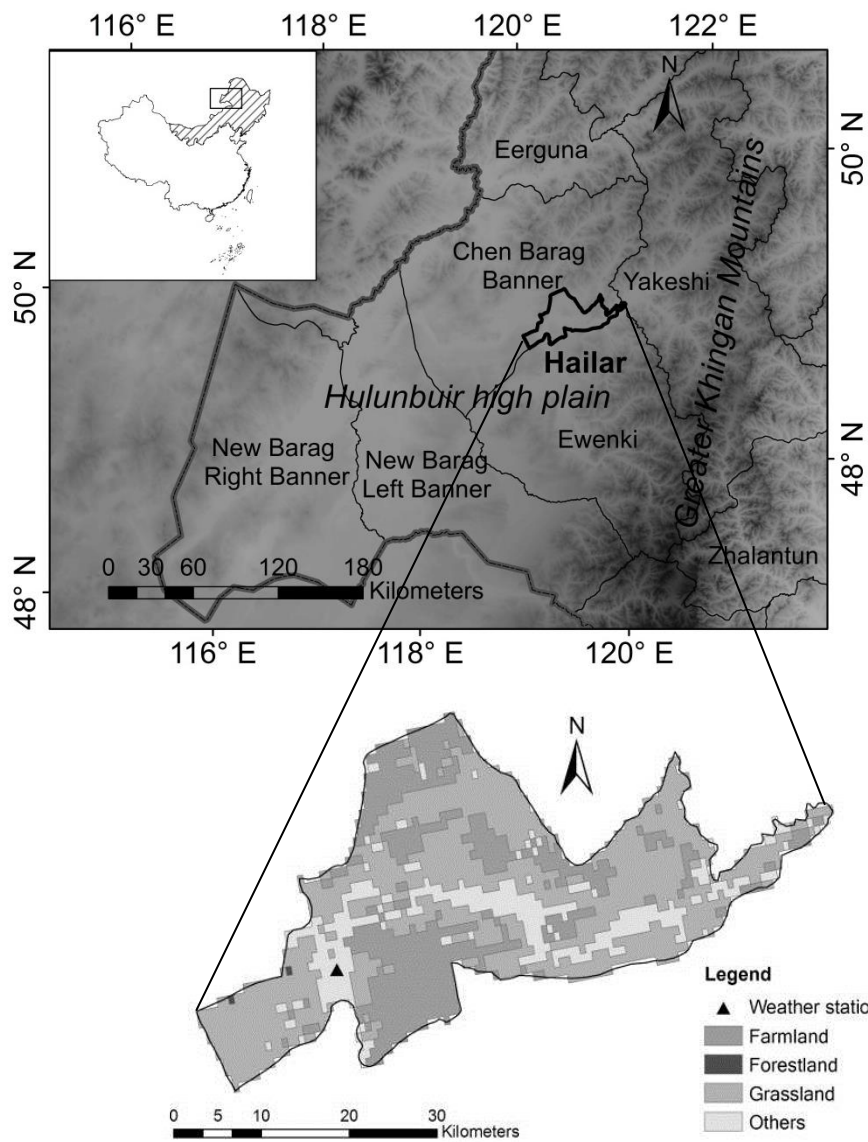 116° E 118° E 120° E 122° E
N
Eerguna
50° N
Chen Barag
Banner
Yakeshi
50° N
Greater Khingan Mountains
Hailar
Hulunbuir high plain
Ewenki
New Barag
Right Banner
New Barag
Left Banner
48° N
Zhalantun
0 30 60 120 180
Kilometers
48° N
116° E 118° E 120° E
N
Legend
Weather statio
Farmland
Forestland
Grassland
Others
0 5 10 20 30
Kilometers